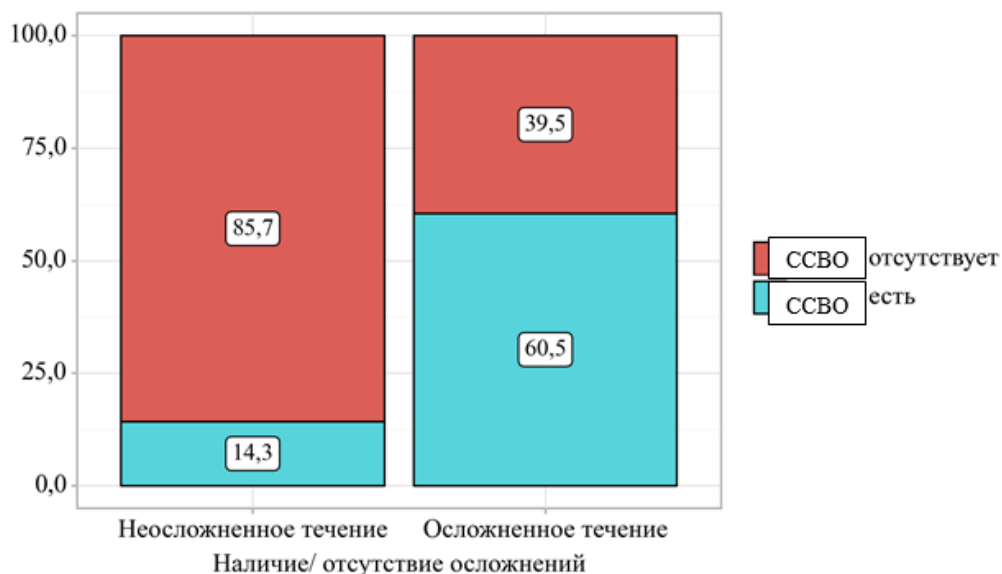 100,0
75,0
50,0
25,0
0,0
85,7
14,3
39,5
60,5
ССВО отсутствует
ССВО есть
Неосложненное течение
Осложненное течение
Наличие/ отсутствие осложнений